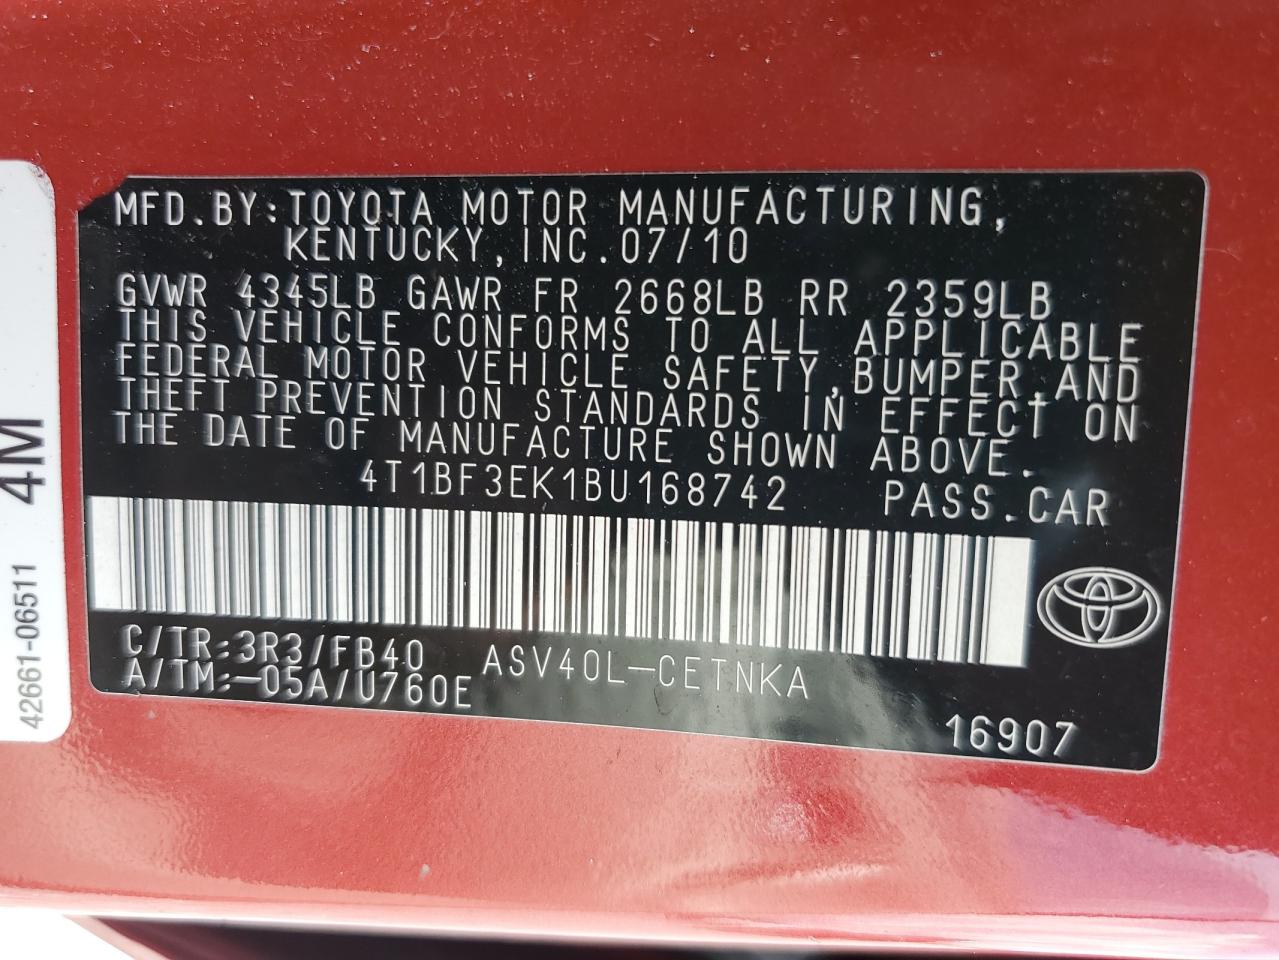 MFD.BY:TOYOTA MOTOR MANUFACTURING,
KENTUCKY,INC.07/10
GVWR 4345LB GAWR FR 2668LB RR 2359LB
THIS VEHICLE CONFORMS TO ALL APPLICABLE
FEDERAL MOTOR VEHICLE SAFETY,BUMPER,AND
THEFT PREVENTION STANDARDS IN EFFECT ON
THE DATE OF MANUFACTURE SHOWN ABOVE.
4T1BF3EK1BU168742 PASS.CAR
C/TR:3R3/FB40 ASV40L-CETNKA
A/TM:-05A/U760E
16907
42661-06511 4M